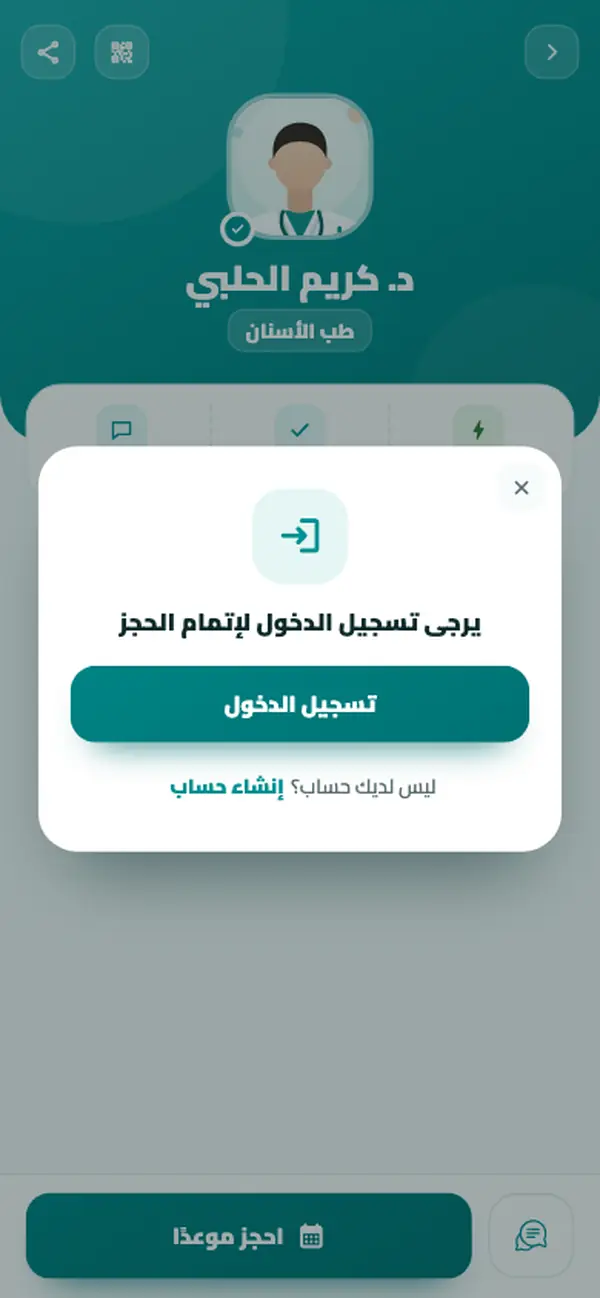 د. كريم الحلبي
طب الأسنان
يرجى تسجيل الدخول لإتمام الحجز
تسجيل الدخول
ليس لديك حساب؟ إنشاء حساب
احجز موعدًا